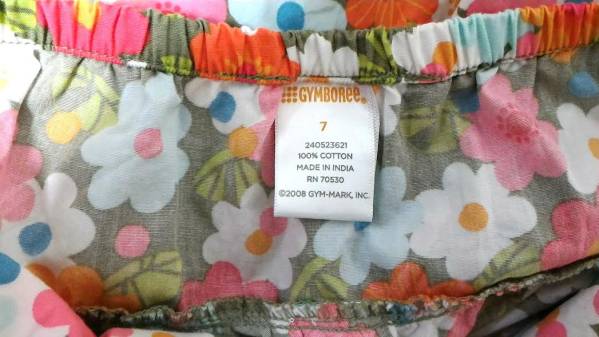 GYMBOREE.
7
240523621
100% COTTON
MADE IN INDIA
RN 70530
©2008 GYM-MARK, INC.